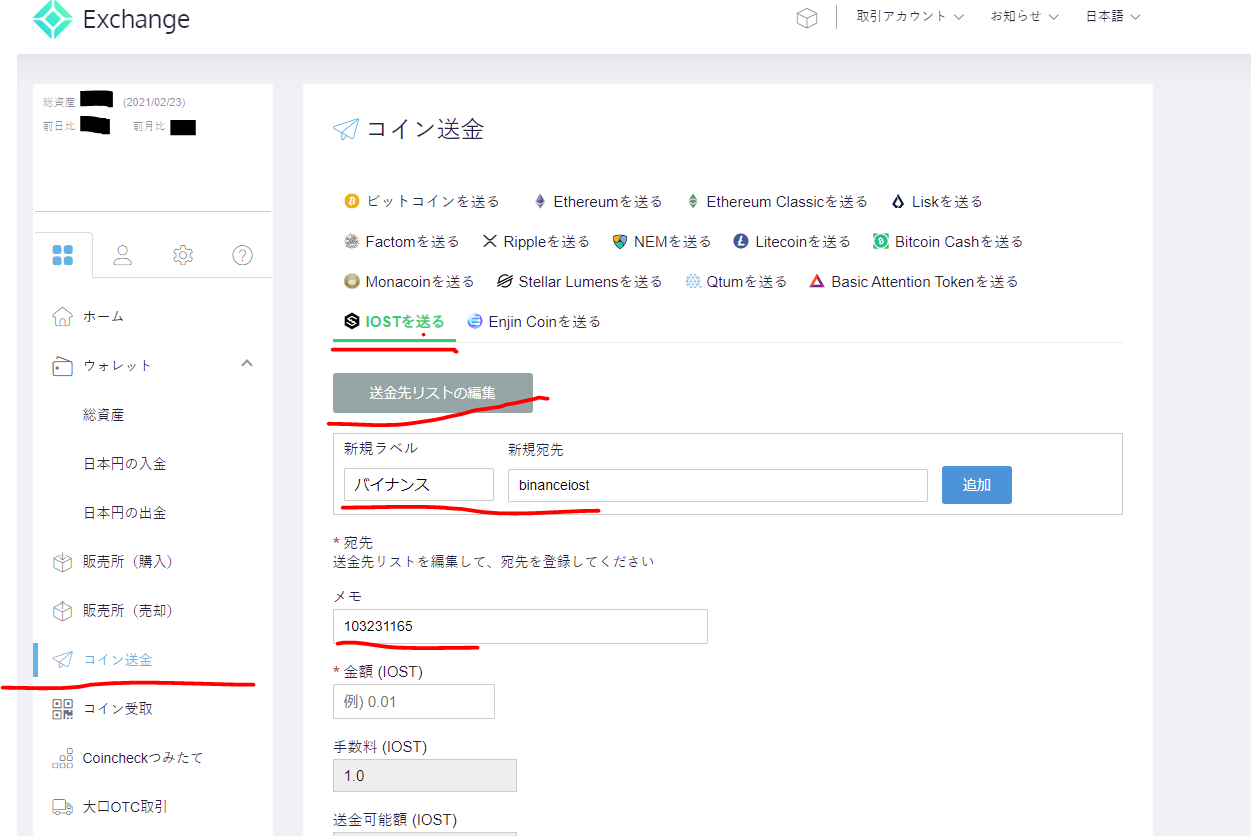 Exchange
取引アカウント お知らせ 日本語
総資産 (2021/02/23)
前日比 前月比
ホーム
ウォレット
総資産
日本円の入金
日本円の出金
販売所（購入）
販売所（売却）
コイン送金
コイン受取
Coincheckつみたて
大口OTC取引
コイン送金
ビットコインを送る Ethereumを送る Ethereum Classicを送る Liskを送る
Factomを送る Rippleを送る NEMを送る Litecoinを送る Bitcoin Cashを送る
Monacoinを送る Stellar Lumensを送る Qtumを送る Basic Attention Tokenを送る
IOSTを送る Enjin Coinを送る
送金先リストの編集
新規ラベル 新規宛先
バイナンス binanceiost 追加
* 宛先
送金先リストを編集して、宛先を登録してください
メモ
103231165
* 金額 (IOST)
例) 0.01
手数料 (IOST)
1.0
送金可能額 (IOST)